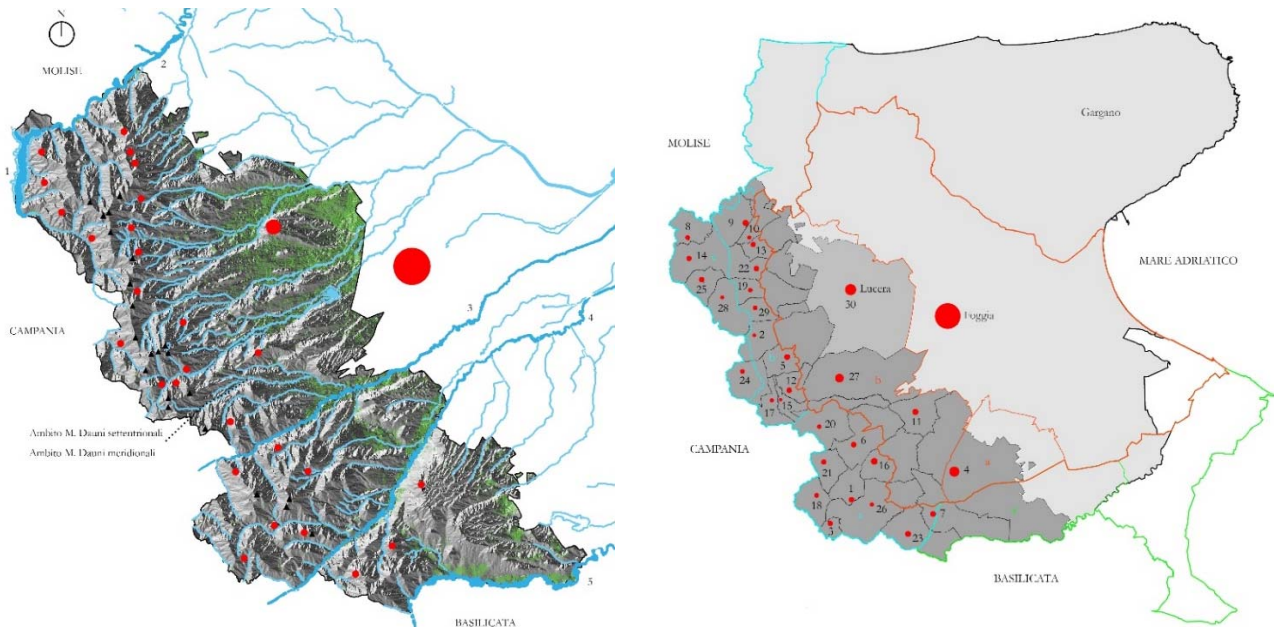 N
MOLISE
2
1
CAMPANIA
3
4
Ambito M. Dauni settentrionali
Ambito M. Dauni meridionali
5
BASILICATA
Gargano
MOLISE
MARE ADRIATICO
8
9
10
13
14
22
25
19
28
29
Lucera
30
Foggia
2
5
24
12
27
17
15
11
20
6
21
16
4
18
1
26
7
3
23
CAMPANIA
BASILICATA
b
a